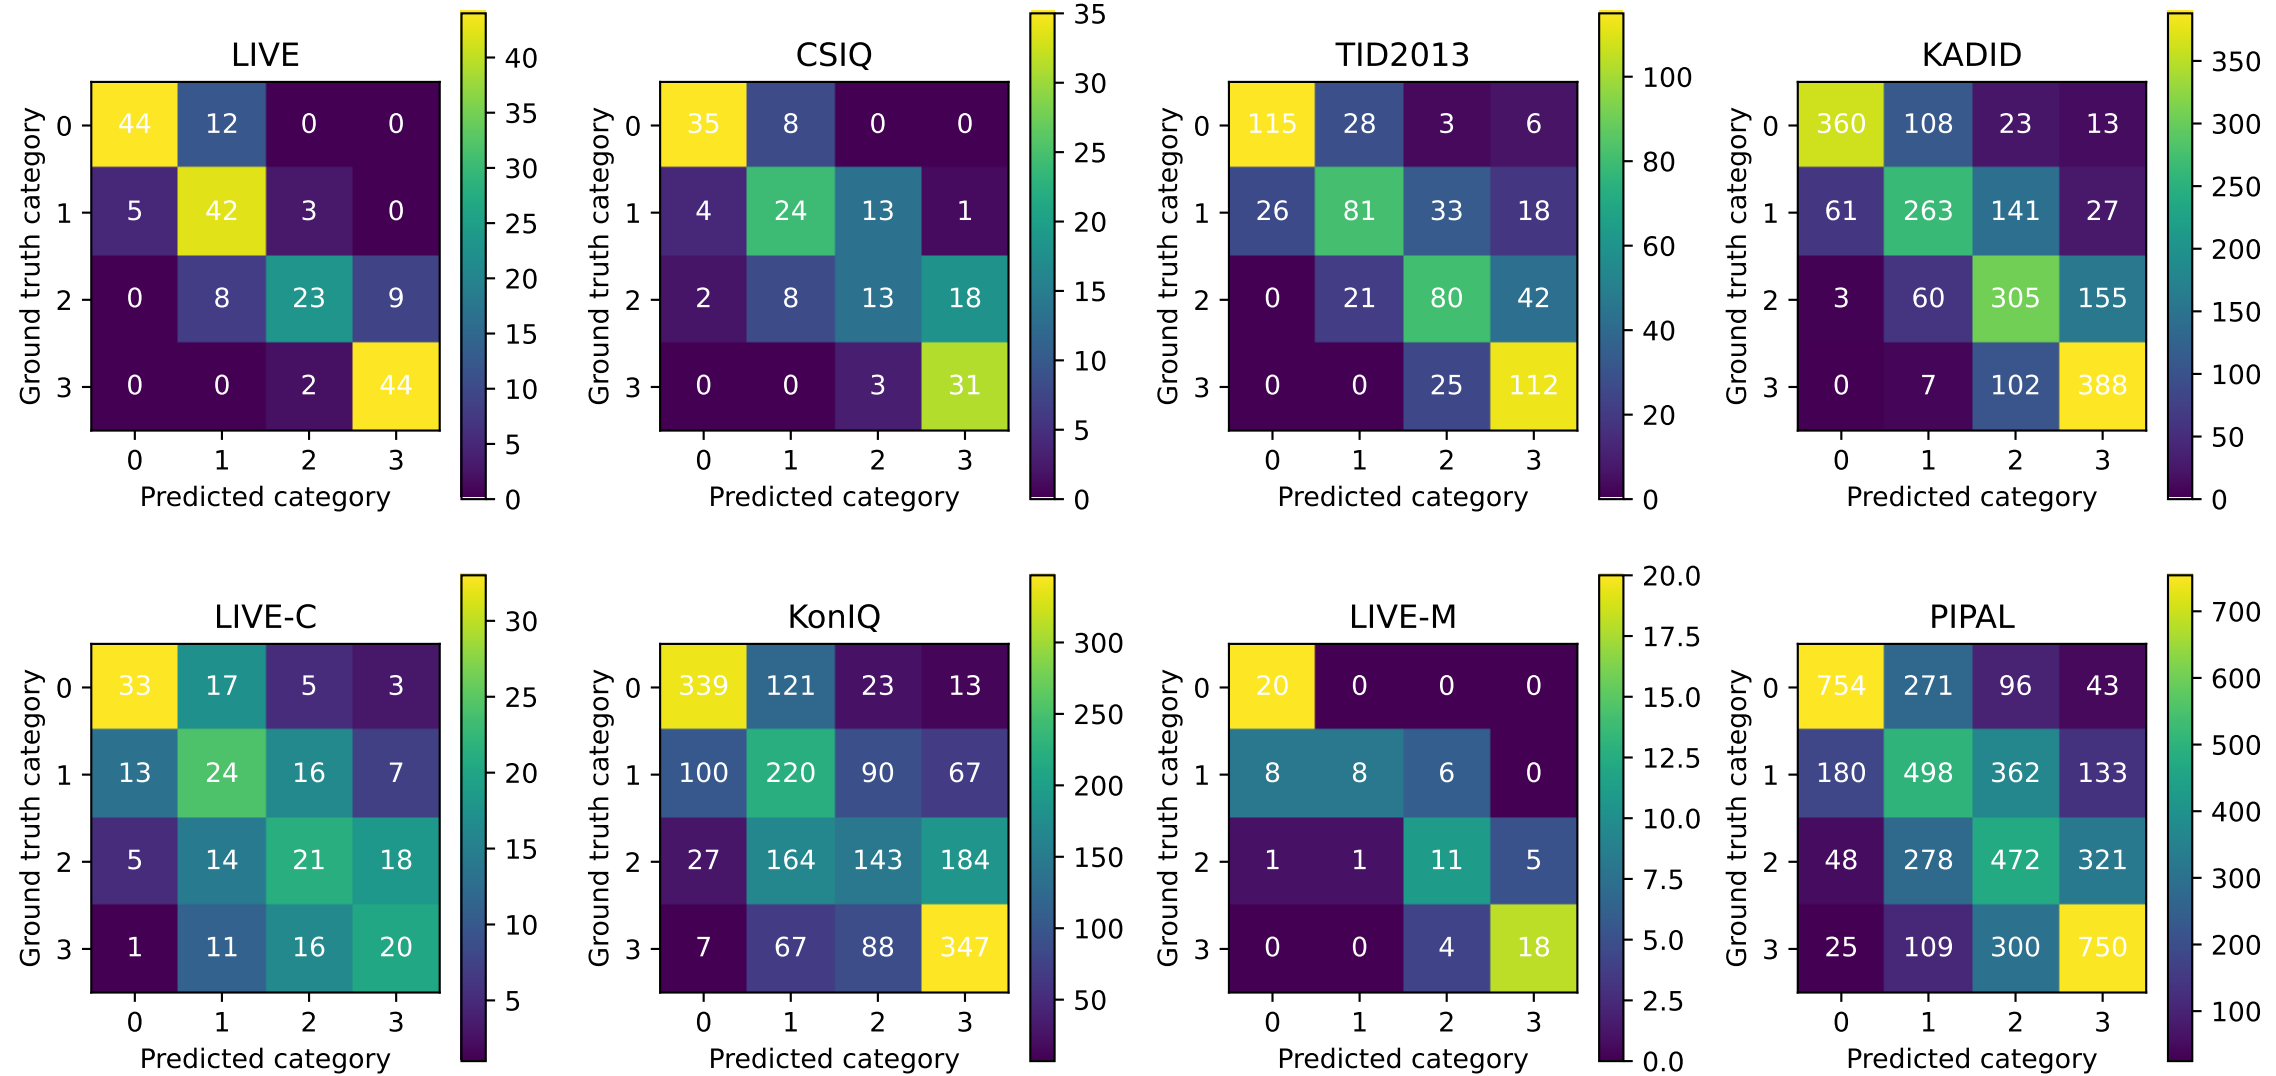 LIVE
44 12 0 0
5 42 3 0
0 8 23 9
0 0 2 44
0 1 2 3
0 1 2 3
Ground truth category
Predicted category
0 5 10 15 20 25 30 35 40
CSIQ
35 8 0 0
4 24 13 1
2 8 13 18
0 0 3 31
0 1 2 3
0 1 2 3
Ground truth category
Predicted category
0 5 10 15 20 25 30 35
TID2013
115 28 3 6
26 81 33 18
0 21 80 42
0 0 25 112
0 1 2 3
0 1 2 3
Ground truth category
Predicted category
0 20 40 60 80 100
KADID
360 108 23 13
61 263 141 27
3 60 305 155
0 7 102 388
0 1 2 3
0 1 2 3
Ground truth category
Predicted category
0 50 100 150 200 250 300 350
LIVE-C
33 17 5 3
13 24 16 7
5 14 21 18
1 11 16 20
0 1 2 3
0 1 2 3
Ground truth category
Predicted category
5 10 15 20 25 30
KonIQ
339 121 23 13
100 220 90 67
27 164 143 184
7 67 88 347
0 1 2 3
0 1 2 3
Ground truth category
Predicted category
50 100 150 200 250 300
LIVE-M
20 0 0 0
8 8 6 0
1 1 11 5
0 0 4 18
0 1 2 3
0 1 2 3
Ground truth category
Predicted category
0.0 2.5 5.0 7.5 10.0 12.5 15.0 17.5 20.0
PIPAL
754 271 96 43
180 498 362 133
48 278 472 321
25 109 300 750
0 1 2 3
0 1 2 3
Ground truth category
Predicted category
100 200 300 400 500 600 700